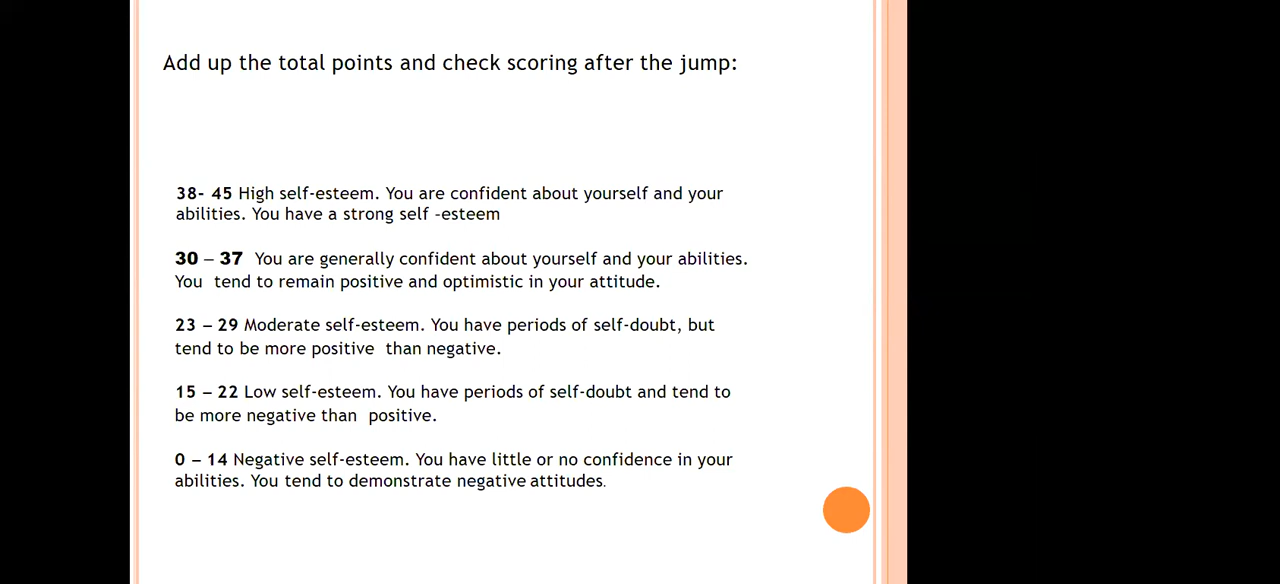 Add up the total points and check scoring after the jump:
38- 45 High self-esteem. You are confident about yourself and your
abilities. You have a strong self -esteem
30 – 37 You are generally confident about yourself and your abilities.
You tend to remain positive and optimistic in your attitude.
23 – 29 Moderate self-esteem. You have periods of self-doubt, but
tend to be more positive than negative.
15 – 22 Low self-esteem. You have periods of self-doubt and tend to
be more negative than positive.
0 – 14 Negative self-esteem. You have little or no confidence in your
abilities. You tend to demonstrate negative attitudes.